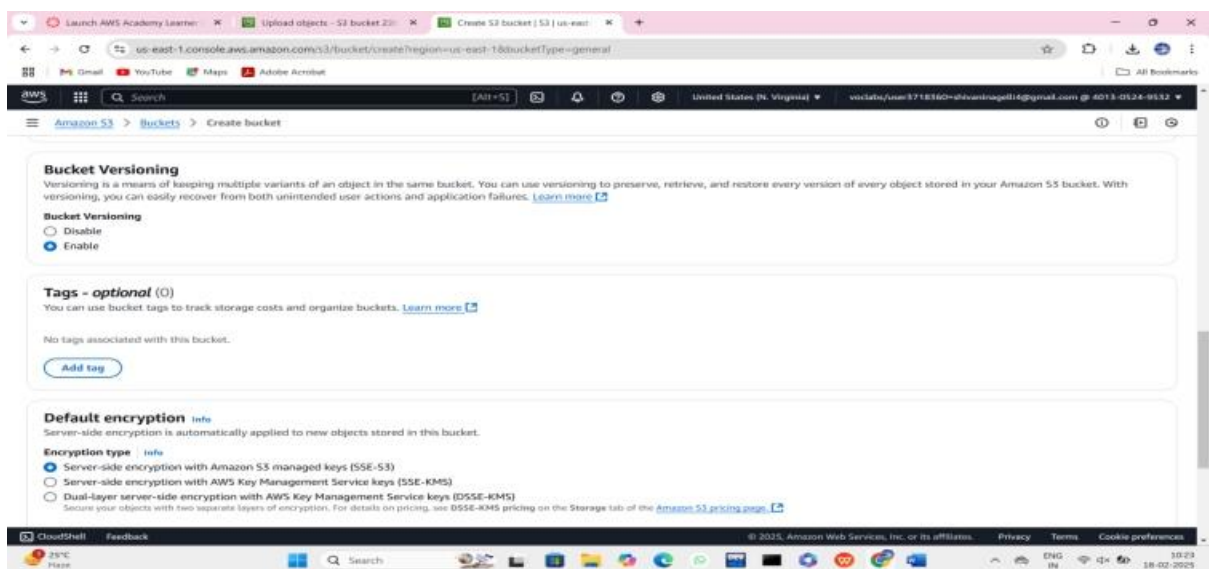 Launch AWS Academy Learner
Upload objects - S3 bucket 23
Create S3 bucket | S3 | us-east-
us-east-1.console.aws.amazon.com/s3/bucket/create?region=us-east-1&bucketType=general
Gmail YouTube Maps Adobe Acrobat All Bookmarks
aws Search [Alt+S] United States (N. Virginia)
Amazon S3 > Buckets > Create bucket
Bucket Versioning
Versioning is a means of keeping multiple variants of an object in the same bucket. You can use versioning to preserve, retrieve, and restore every version of every object stored in your Amazon S3 bucket. With
versioning, you can easily recover from both unintended user actions and application failures. Learn more
Bucket Versioning
Disable
Enable
Tags - optional (0)
You can use bucket tags to track storage costs and organize buckets. Learn more
No tags associated with this bucket.
Add tag
Default encryption Info
Server-side encryption is automatically applied to new objects stored in this bucket.
Encryption type Info
Server-side encryption with Amazon S3 managed keys (SSE-S3)
Server-side encryption with AWS Key Management Service keys (SSE-KMS)
Dual-layer server-side encryption with AWS Key Management Service keys (DSSE-KMS)
Secure your objects with two separate layers of encryption. For details on pricing, see DSSE-KMS pricing on the Storage tab of the Amazon S3 pricing page.
CloudShell Feedback © 2025, Amazon Web Services, Inc. or its affiliates. Privacy Terms Cookie preferences
25°C Search ENG 10:23
Haze IN 18-02-2025